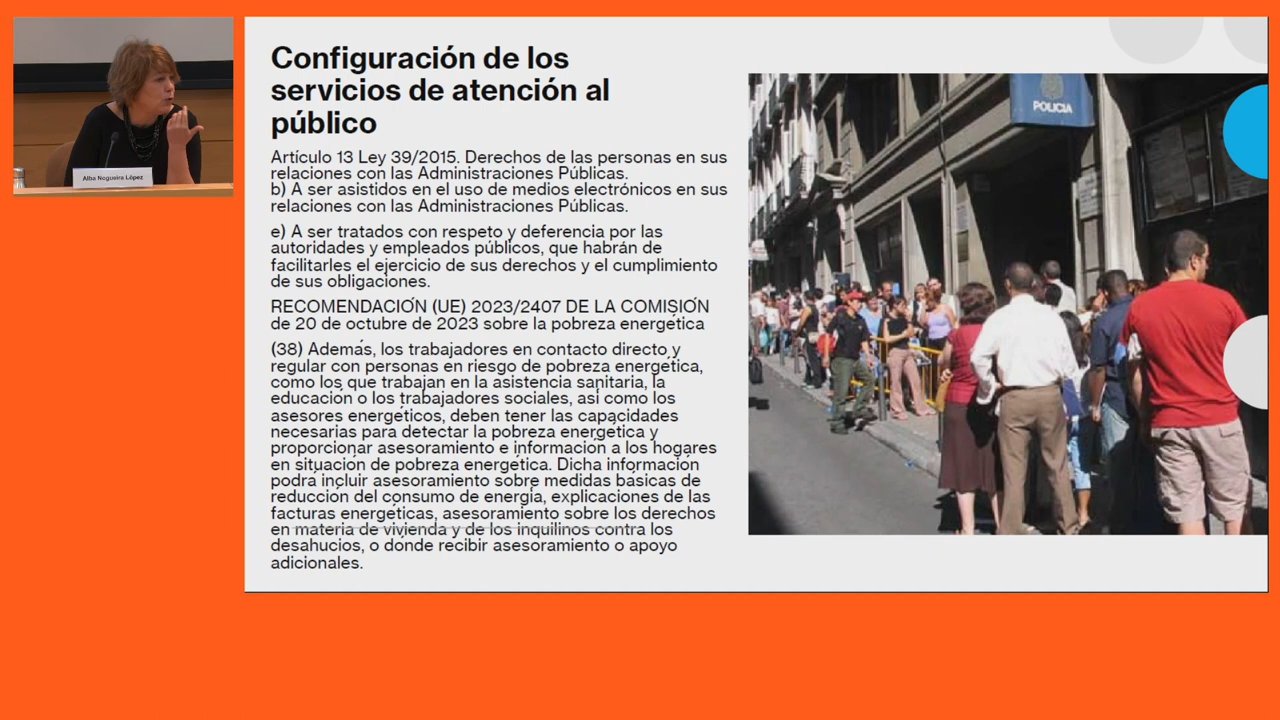 Alba Nogueira López
Configuración de los
servicios de atención al
público
Artículo 13 Ley 39/2015. Derechos de las personas en sus
relaciones con las Administraciones Públicas.
b) A ser asistidos en el uso de medios electrónicos en sus
relaciones con las Administraciones Públicas.
e) A ser tratados con respeto y deferencia por las
autoridades y empleados públicos, que habrán de
facilitarles el ejercicio de sus derechos y el cumplimiento
de sus obligaciones.
RECOMENDACIÓN (UE) 2023/2407 DE LA COMISIÓN
de 20 de octubre de 2023 sobre la pobreza energética
(38) Además, los trabajadores en contacto directo y
regular con personas en riesgo de pobreza energética,
como los que trabajan en la asistencia sanitaria, la
educación o los trabajadores sociales, así como los
asesores energéticos, deben tener las capacidades
necesarias para detectar la pobreza energética y
proporcionar asesoramiento e información a los hogares
en situación de pobreza energética. Dicha información
podrá incluir asesoramiento sobre medidas básicas de
reducción del consumo de energía, explicaciones de las
facturas energéticas, asesoramiento sobre los derechos
en materia de vivienda y de los inquilinos contra los
desahucios, o dónde recibir asesoramiento o apoyo
adicionales.
POLICIA